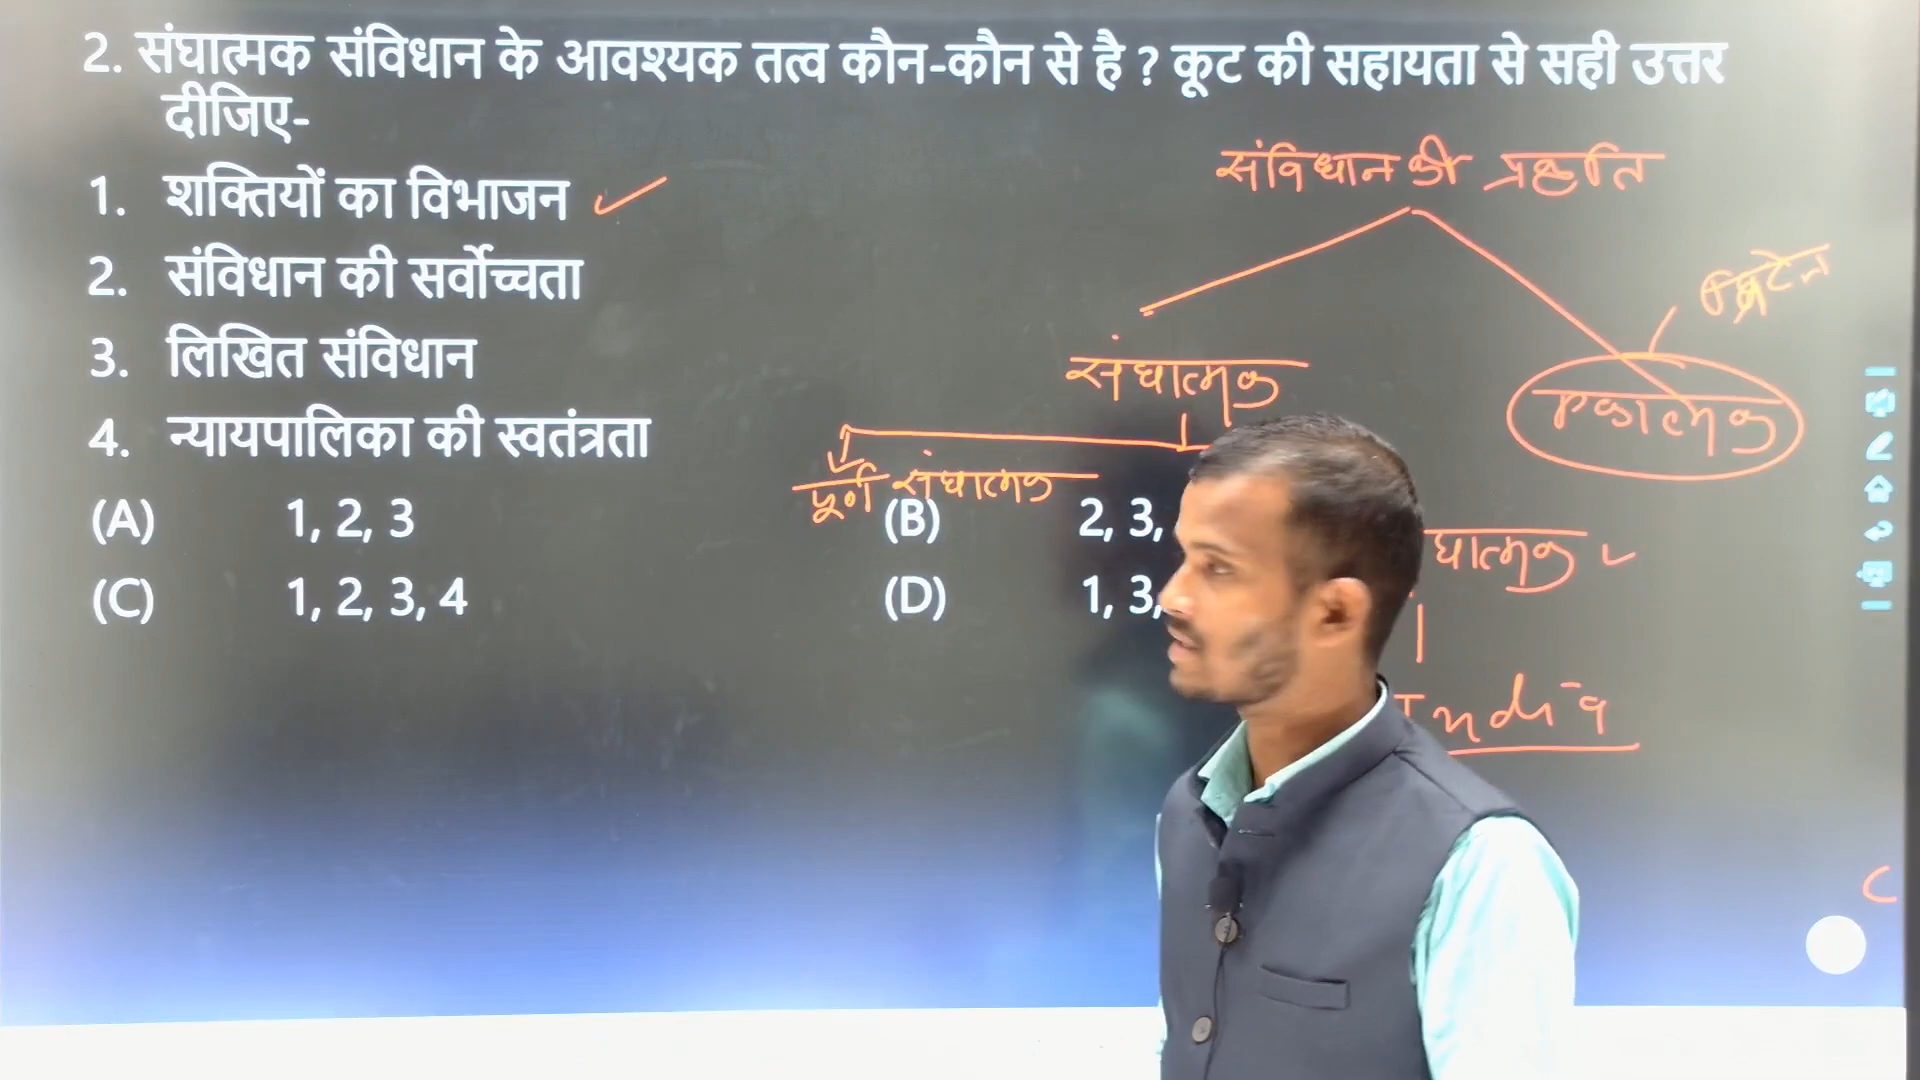 2. संघात्मक संविधान के आवश्यक तत्व कौन-कौन से है ? कूट की सहायता से सही उत्तर
दीजिए-
1. शक्तियों का विभाजन
2. संविधान की सर्वोच्चता
3. लिखित संविधान
4. न्यायपालिका की स्वतंत्रता
(A) 1, 2, 3
(B) 2, 3,
(C) 1, 2, 3, 4
(D) 1, 3,
संविधान की प्रकृति
ब्रिटेन
संघात्मक
एकात्मक
पूर्ण संघात्मक
घात्मक
India